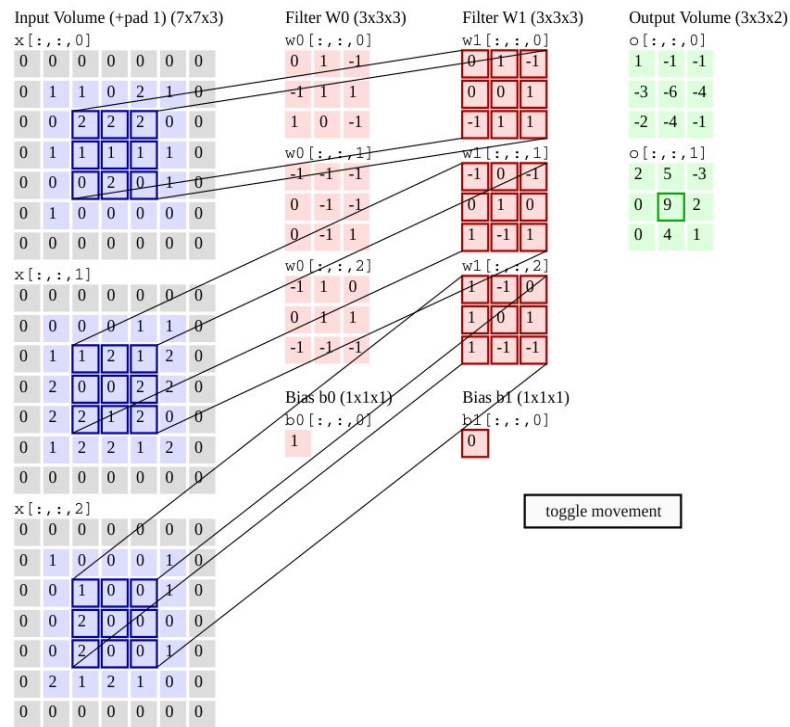 Input Volume (+pad 1) (7x7x3)
x[:,:,0]
0 0 0 0 0 0 0
0 1 1 0 2 1 0
0 0 2 2 2 0 0
0 1 1 1 1 1 0
0 0 0 2 0 1 0
0 1 0 0 0 0 0
0 0 0 0 0 0 0
x[:,:,1]
0 0 0 0 0 0 0
0 0 0 0 1 1 0
0 1 1 2 1 2 0
0 2 0 0 2 2 0
0 2 2 1 2 0 0
0 1 2 2 1 2 0
0 0 0 0 0 0 0
x[:,:,2]
0 0 0 0 0 0 0
0 1 0 0 0 1 0
0 0 1 0 0 1 0
0 0 2 0 0 0 0
0 0 2 0 0 1 0
0 2 1 2 1 0 0
0 0 0 0 0 0 0
Filter W0 (3x3x3)
w0[:,:,0]
0 1 -1
-1 1 1
1 0 -1
w0[:,:,1]
-1 -1 -1
0 -1 -1
0 -1 1
w0[:,:,2]
-1 1 0
0 1 1
-1 -1 -1
Bias b0 (1x1x1)
b0[:,:,0]
1
Filter W1 (3x3x3)
w1[:,:,0]
0 1 -1
0 0 1
-1 1 1
w1[:,:,1]
-1 0 -1
0 1 0
1 -1 1
w1[:,:,2]
1 -1 0
1 0 1
1 -1 -1
Bias b1 (1x1x1)
b1[:,:,0]
0
Output Volume (3x3x2)
o[:,:,0]
1 -1 -1
-3 -6 -4
-2 -4 -1
o[:,:,1]
2 5 -3
0 9 2
0 4 1
toggle movement